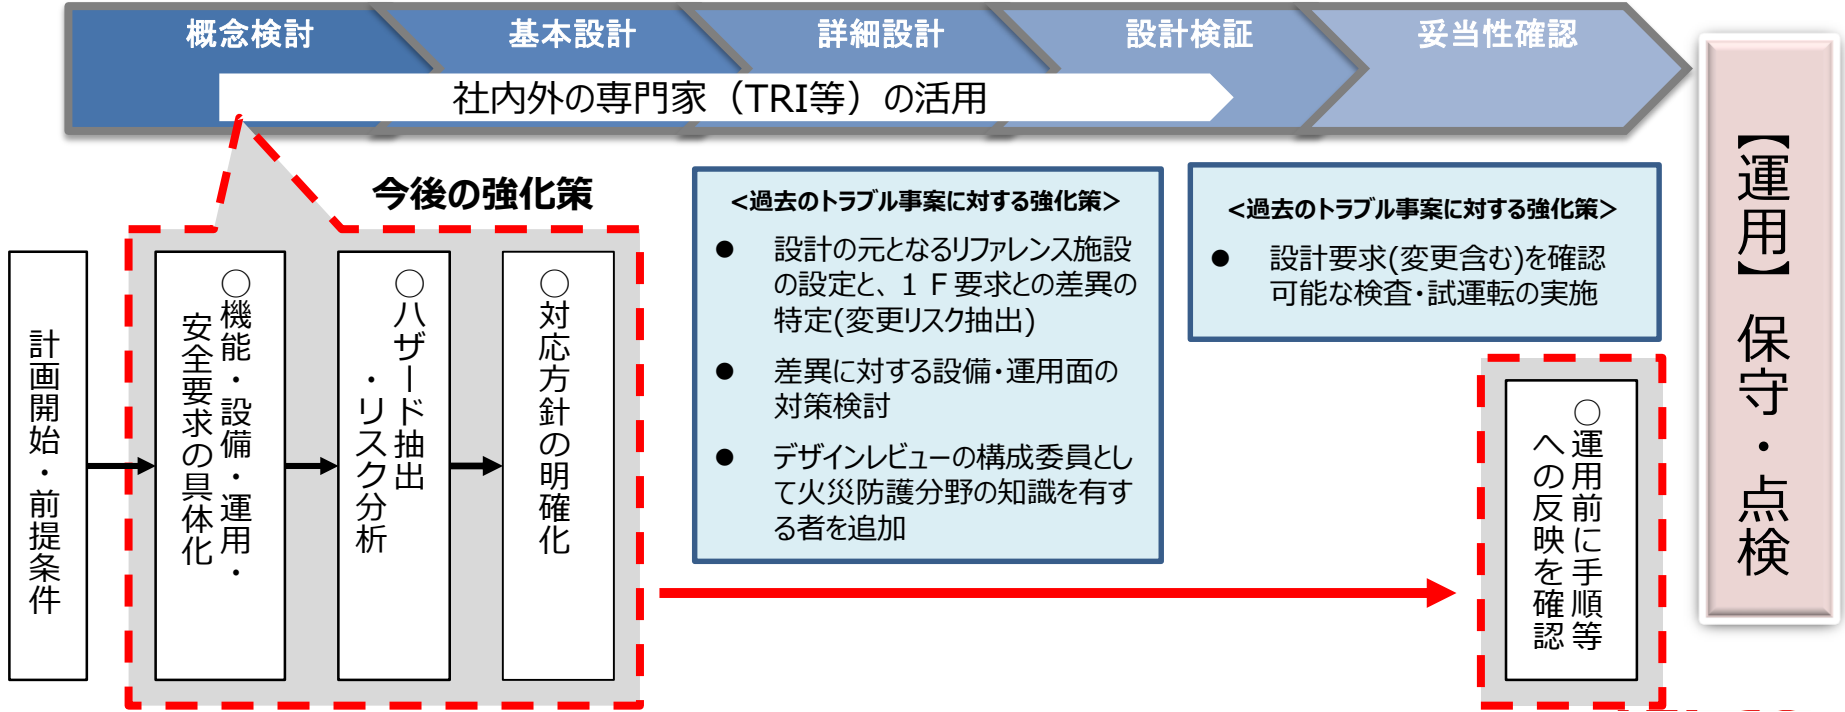 概念検討
基本設計
詳細設計
設計検証
妥当性確認
社内外の専門家（TRI等）の活用
今後の強化策
計画開始・前提条件
○機能・設備・運用・
安全要求の具体化
○ハザード抽出
・リスク分析
○対応方針の明確化
<過去のトラブル事案に対する強化策>
● 設計の元となるリファレンス施設
の設定と、１Ｆ要求との差異の
特定(変更リスク抽出)
● 差異に対する設備・運用面の
対策検討
● デザインレビューの構成委員とし
て火災防護分野の知識を有す
る者を追加
<過去のトラブル事案に対する強化策>
● 設計要求(変更含む)を確認
可能な検査・試運転の実施
○運用前に手順等
への反映を確認
【運用】保守・点検